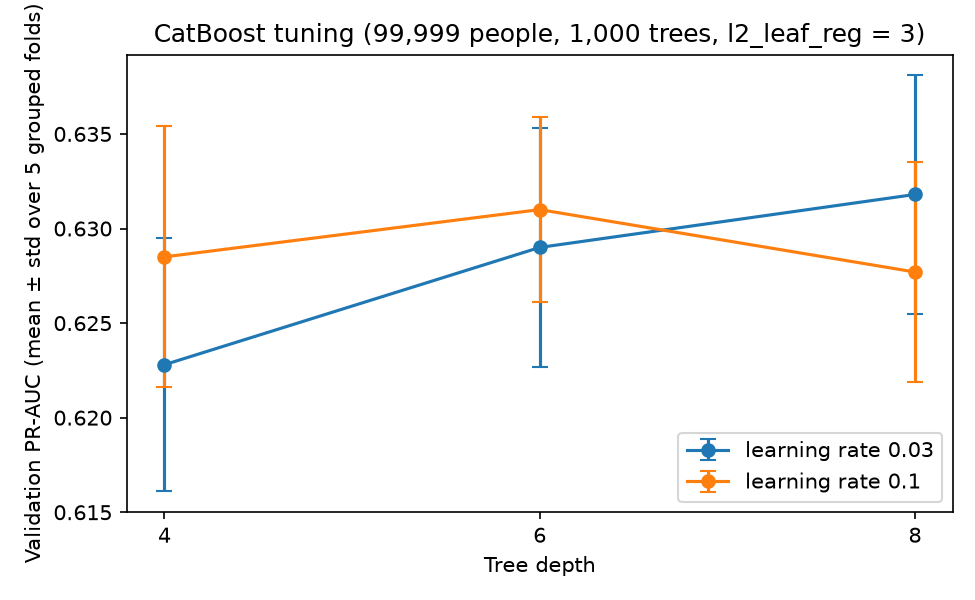 CatBoost tuning (99,999 people, 1,000 trees, l2_leaf_reg = 3)
Validation PR-AUC (mean ± std over 5 grouped folds)
0.635
0.630
0.625
0.620
0.615
4
6
8
Tree depth
learning rate 0.03
learning rate 0.1